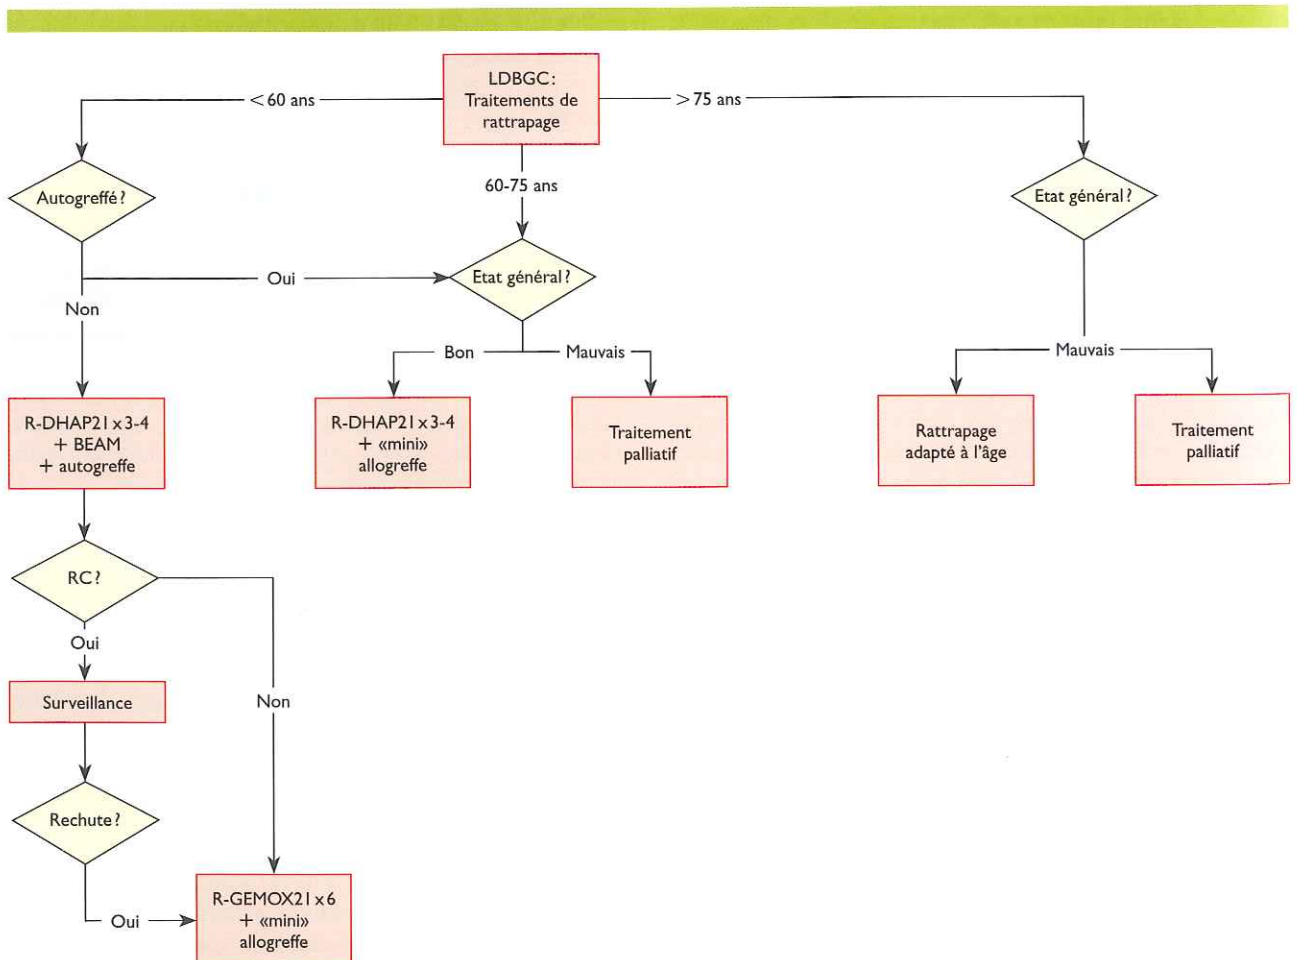 LDBGC:
Traitements de
rattrapage
< 60 ans
> 75 ans
60-75 ans
Autogreffé ?
Etat général ?
Etat général ?
Oui
Non
Bon
Mauvais
Mauvais
R-DHAP21 x 3-4
+ BEAM
+ autogreffe
R-DHAP21 x 3-4
+ «mini»
allogreffe
Traitement
palliatif
Rattrapage
adapté à l'âge
Traitement
palliatif
RC ?
Oui
Non
Surveillance
Rechute ?
Oui
R-GEMOX21 x 6
+ «mini»
allogreffe